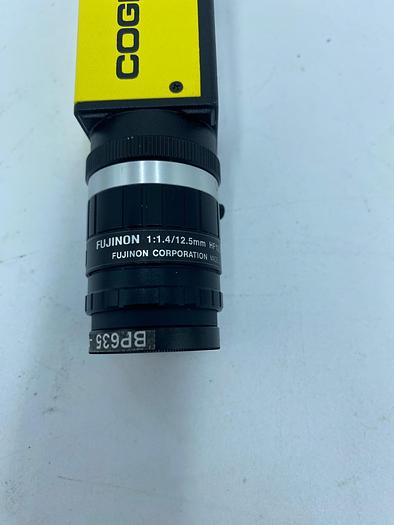 COG
FUJINON 1:1.4/12.5mm HF
FUJINON CORPORATION
BP635-